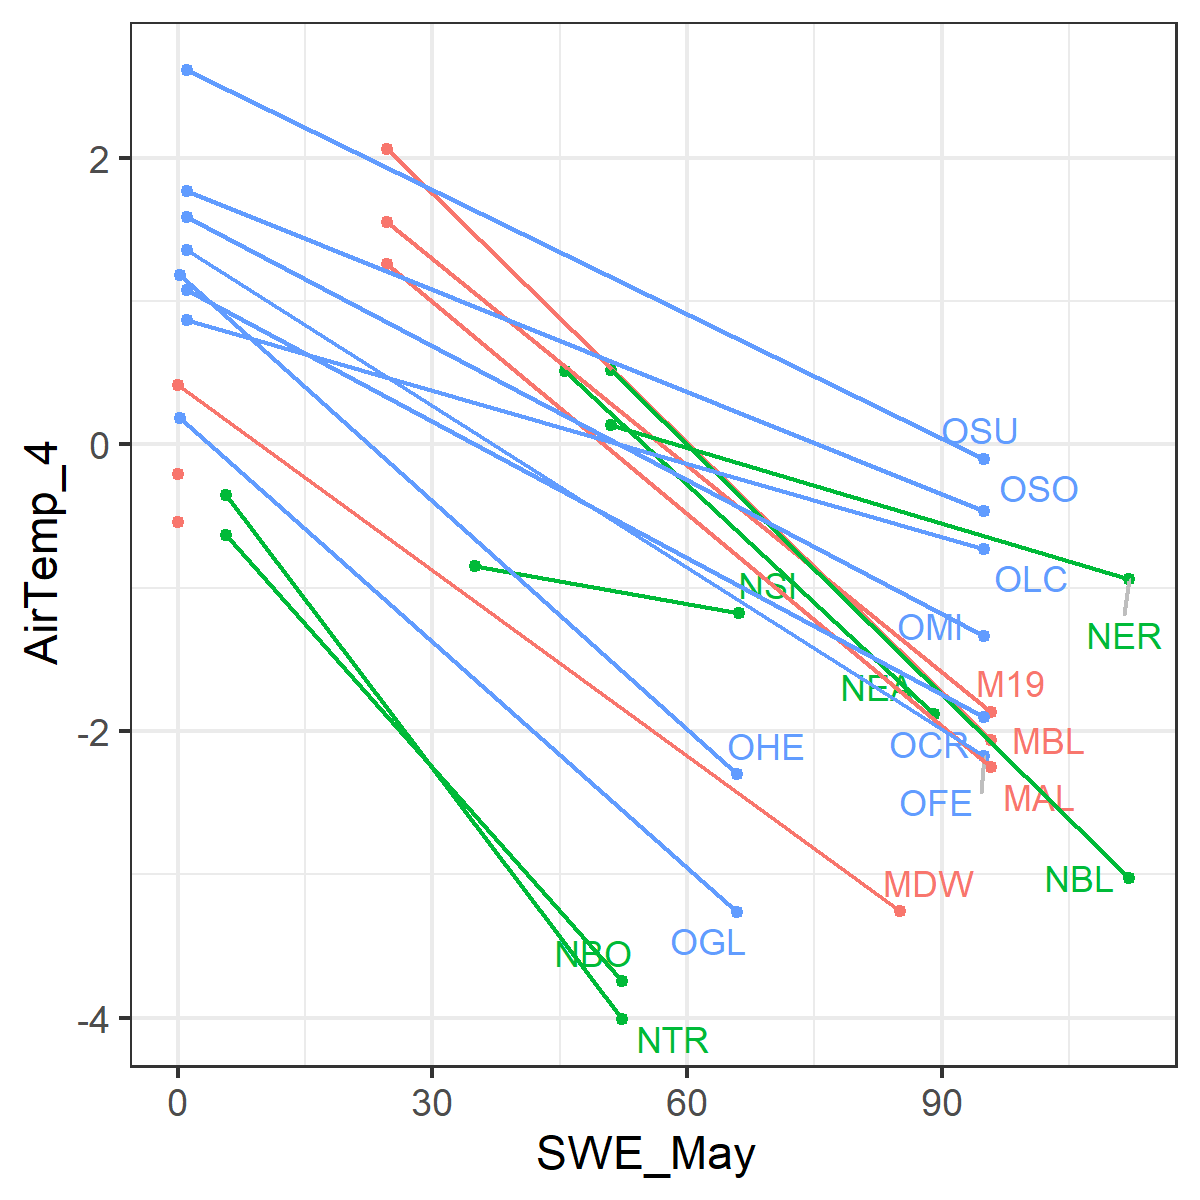 AirTemp_4
2
0
-2
-4
OSU
OSO
OLC
NSI
OMI
NER
NEA
M19
OCR
MBL
OHE
OFE
MAL
MDW
NBL
OGL
NBO
NTR
0
30
60
90
SWE_May